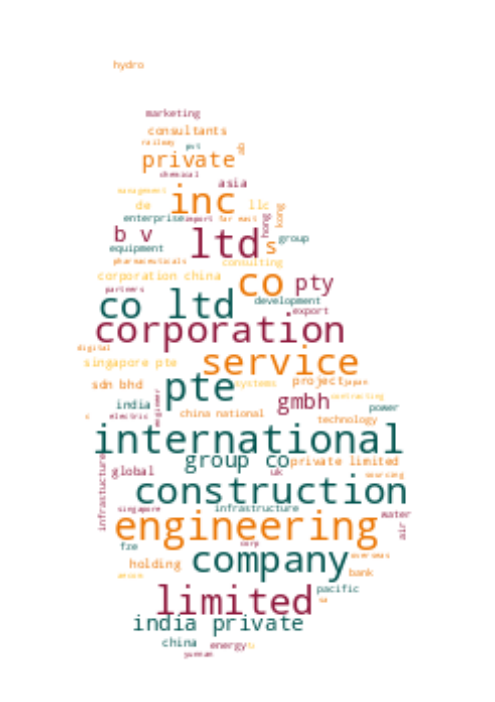 hydro
marketing
consultants
railway
pvt
private
chemical
asia
management
inc
de
llc
enterprise
import
far east
hong
kong
b v
ltd
s
group
equipment
pharmaceuticals
consulting
corporation china
co
pty
partners
co ltd
development
export
corporation
digital
service
singapore pte
sdn bhd
pte
systems
project
japan
engineer
gmbh
contracting
india
power
electric
china national
technology
international
infrastucture
group co
private limited
global
uk
sourcing
construction
singapore
infrastructure
water
air
engineering
corp
fze
company
overseas
holding
bank
limited
pacific
sa
india private
china
energy
yunnan